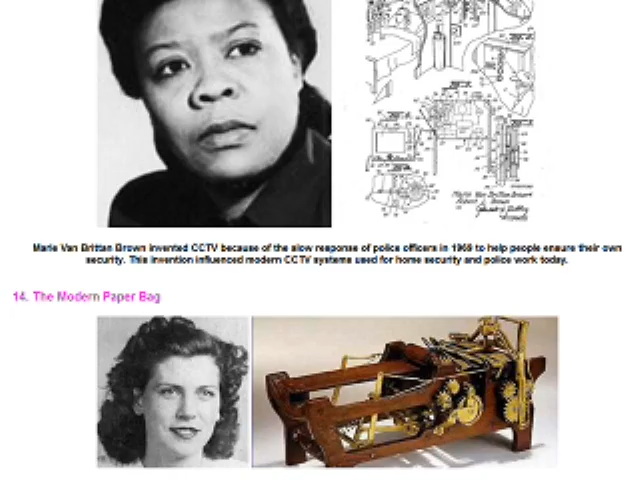 Marie Van Brittan Brown invented CCTV because of the slow response of police officers in 1969 to help people ensure their own
security. This invention influenced modern CCTV systems used for home security and police work today.
14. The Modern Paper Bag